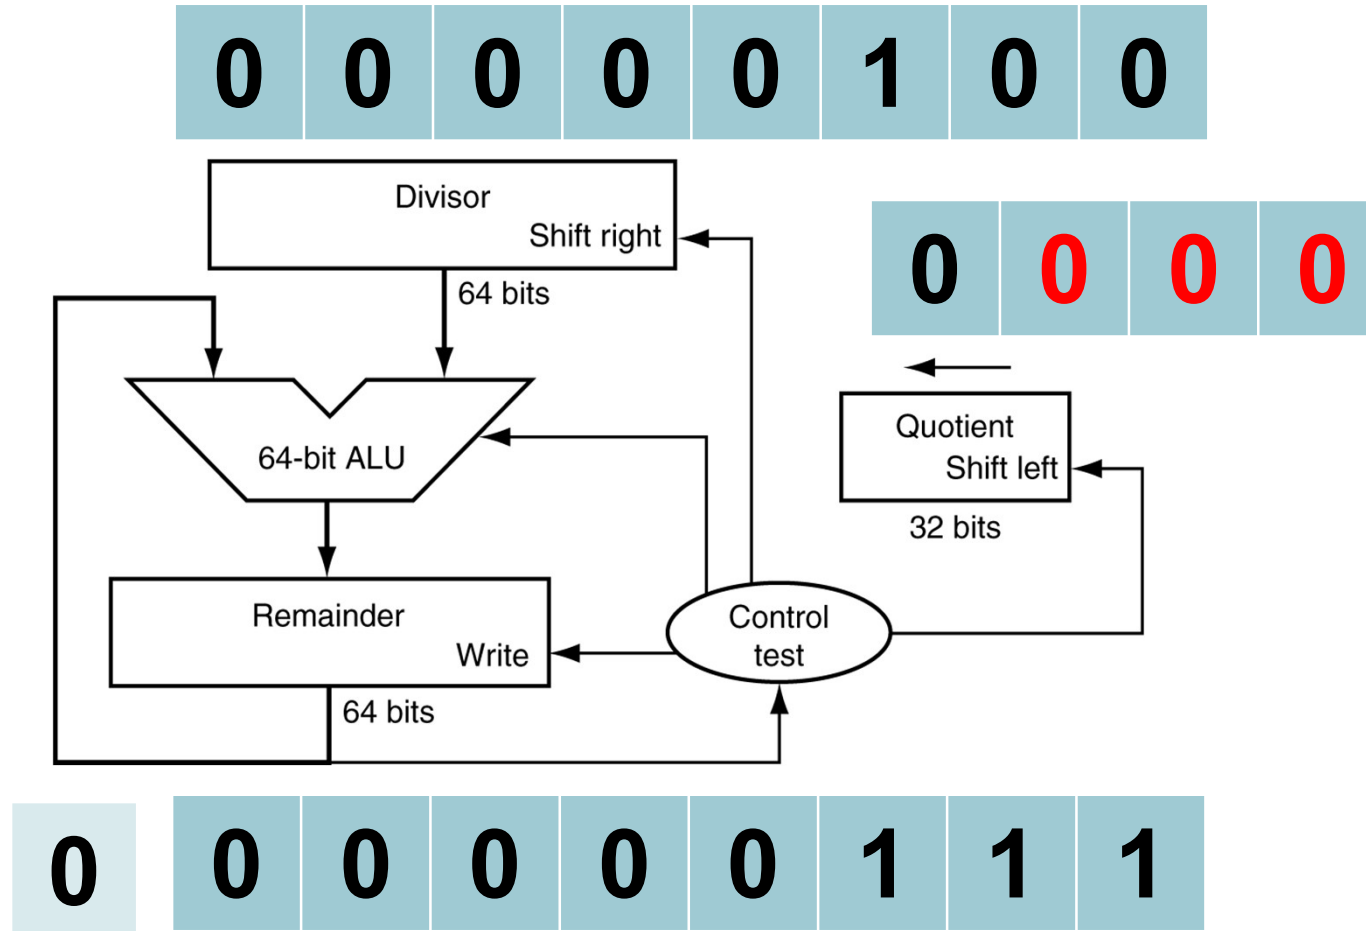 0 0 0 0 0 1 0 0
Divisor
Shift right
64 bits
0 0 0 0
64-bit ALU
Quotient
Shift left
32 bits
Remainder
Write
Control
test
64 bits
0 0 0 0 0 0 1 1 1